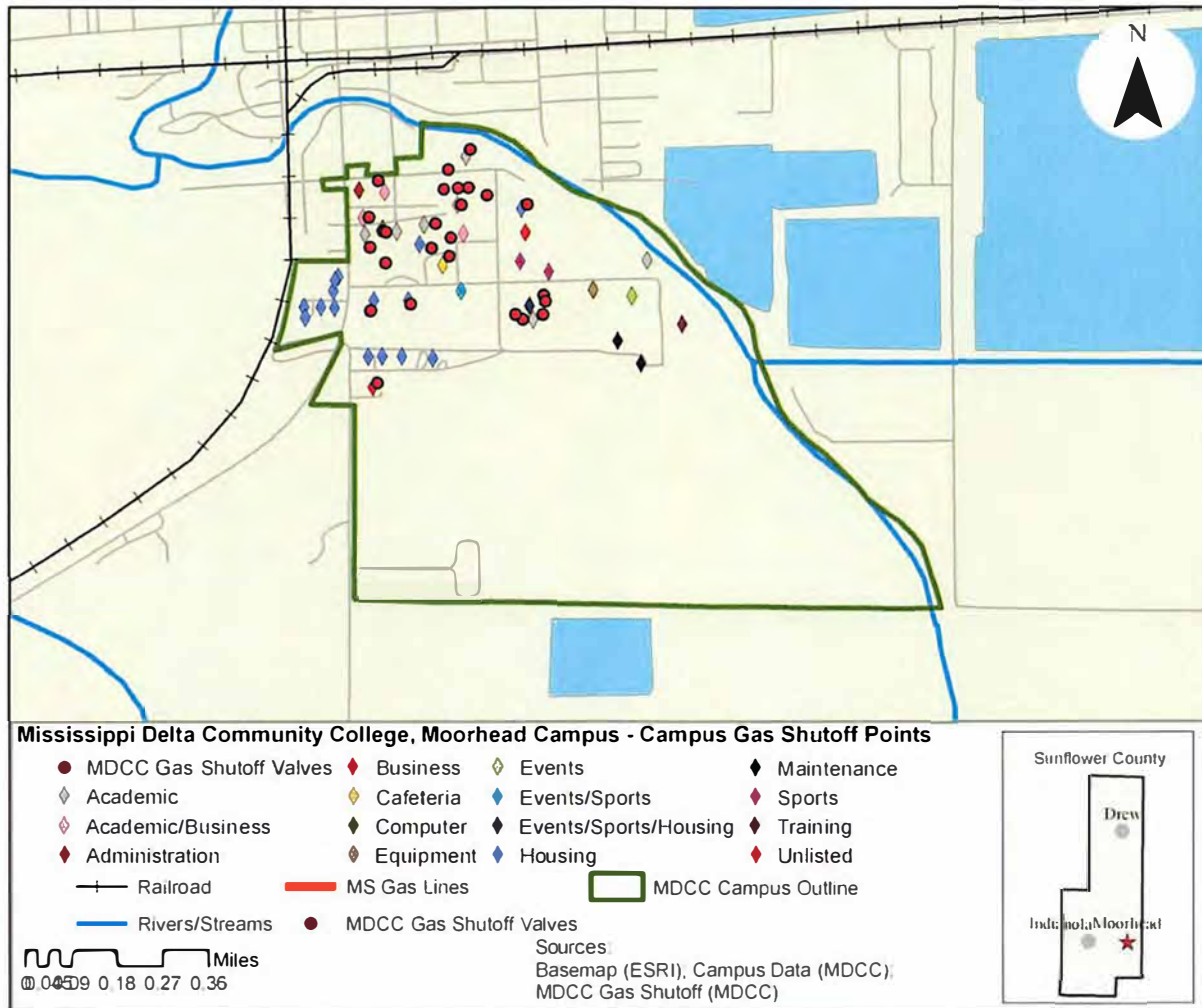 N
Mississippi Delta Community College, Moorhead Campus - Campus Gas Shutoff Points
MDCC Gas Shutoff Valves
Business
Events
Maintenance
Academic
Cafeteria
Events/Sports
Sports
Academic/Business
Computer
Events/Sports/Housing
Training
Administration
Equipment
Housing
Unlisted
Railroad
MS Gas Lines
MDCC Campus Outline
Rivers/Streams
MDCC Gas Shutoff Valves
Miles
0.18 0.27 0.36
Sources:
Basemap (ESRI), Campus Data (MDCC);
MDCC Gas Shutoff (MDCC)
Sunflower County
Drew
Indianola
Moorhead